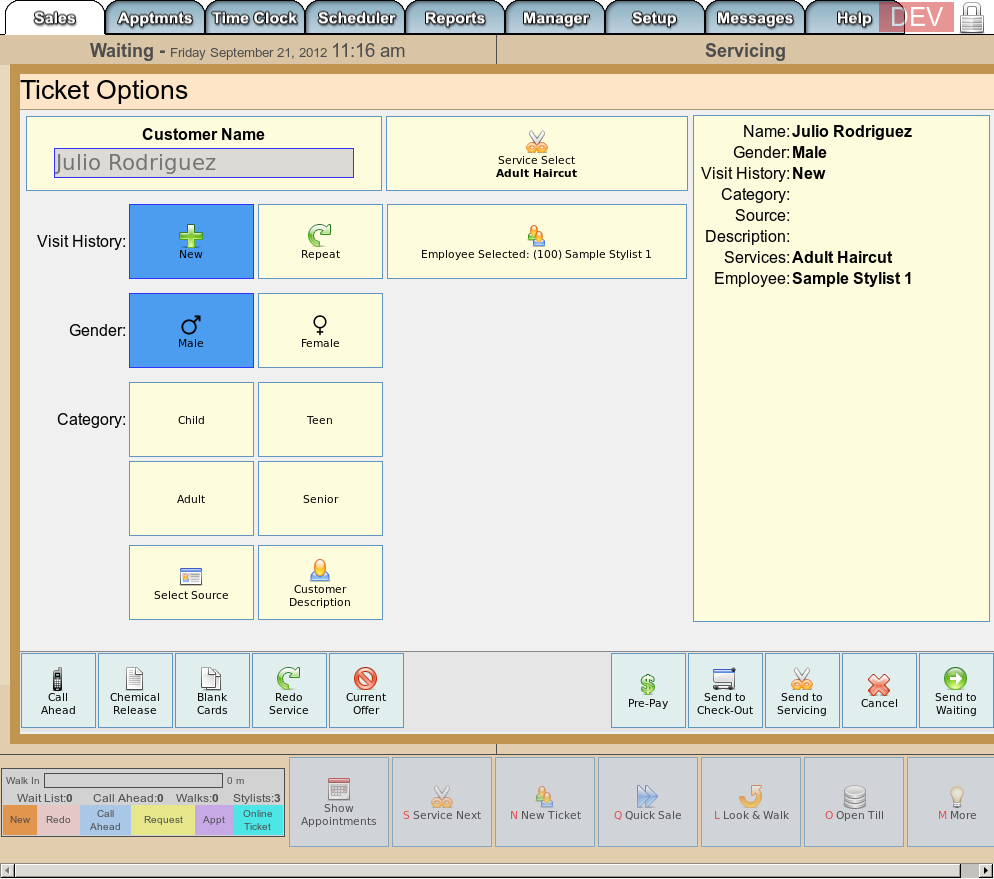 Sales Apptmnts Time Clock Scheduler Reports Manager Setup Messages Help DEV
Waiting - Friday September 21, 2012 11:16 am
Servicing
Ticket Options
Customer Name
Julio Rodriguez
Service Select
Adult Haircut
Visit History:
New
Repeat
Employee Selected: (100) Sample Stylist 1
Gender:
Male
Female
Category:
Child
Teen
Adult
Senior
Select Source
Customer
Description
Name: Julio Rodriguez
Gender: Male
Visit History: New
Category:
Source:
Description:
Services: Adult Haircut
Employee: Sample Stylist 1
Call
Ahead
Chemical
Release
Blank
Cards
Redo
Service
Current
Offer
Pre-Pay
Send to
Check-Out
Send to
Servicing
Cancel
Send to
Waiting
Walk In 0 m
Wait List:0 Call Ahead:0 Walks:0 Stylists:3
New
Redo
Call
Ahead
Request
Appt
Online
Ticket
Show
Appointments
S Service Next
N New Ticket
Q Quick Sale
L Look & Walk
O Open Till
M More